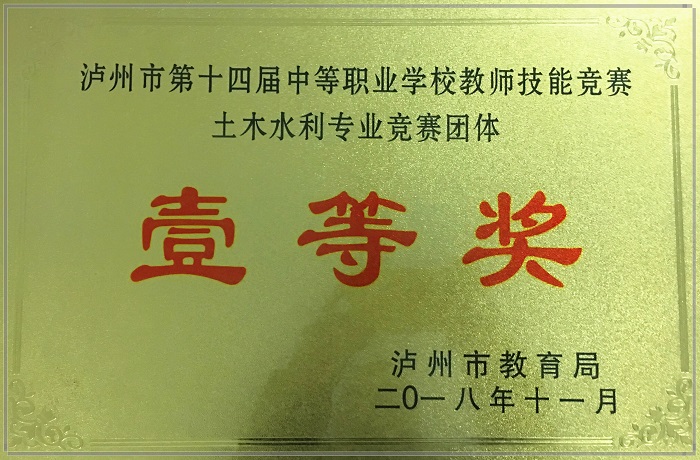 泸州市第十四届中等职业学校教师技能竞赛
土木水利专业竞赛团体
壹等奖
泸州市教育局
二0一八年十一月